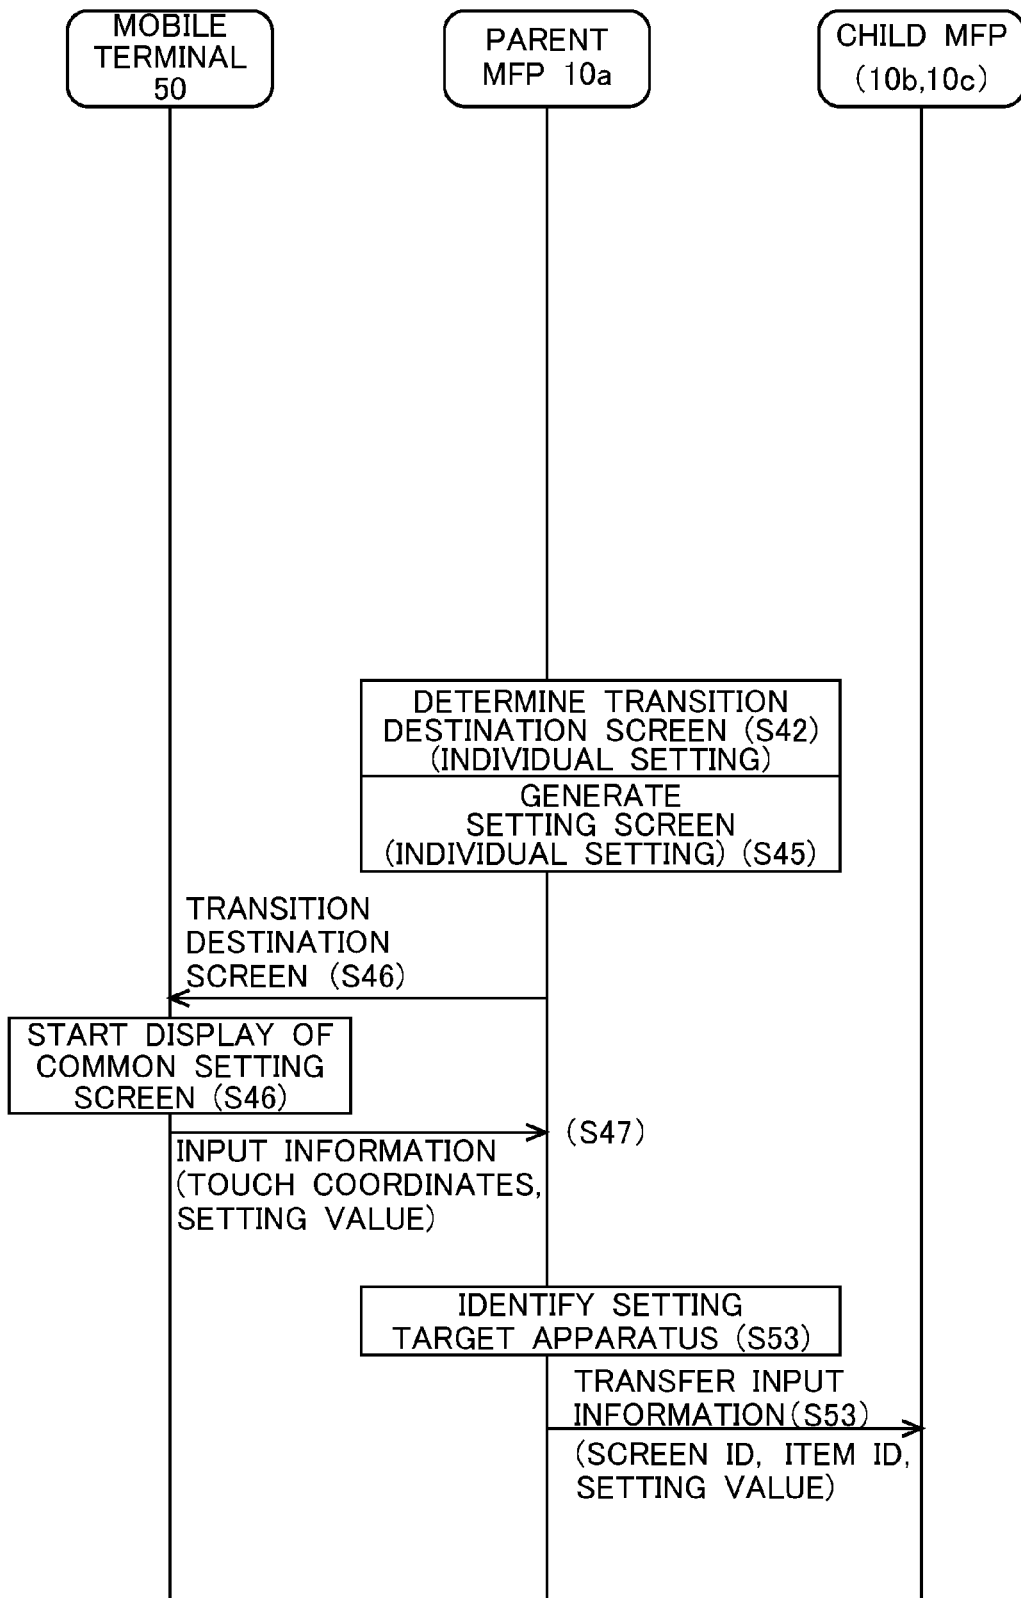 MOBILE
TERMINAL
50
PARENT
MFP 10a
CHILD MFP
(10b,10c)
DETERMINE TRANSITION
DESTINATION SCREEN (S42)
(INDIVIDUAL SETTING)
GENERATE
SETTING SCREEN
(INDIVIDUAL SETTING) (S45)
TRANSITION
DESTINATION
SCREEN (S46)
START DISPLAY OF
COMMON SETTING
SCREEN (S46)
(S47)
INPUT INFORMATION
(TOUCH COORDINATES,
SETTING VALUE)
IDENTIFY SETTING
TARGET APPARATUS (S53)
TRANSFER INPUT
INFORMATION(S53)
(SCREEN ID, ITEM ID,
SETTING VALUE)